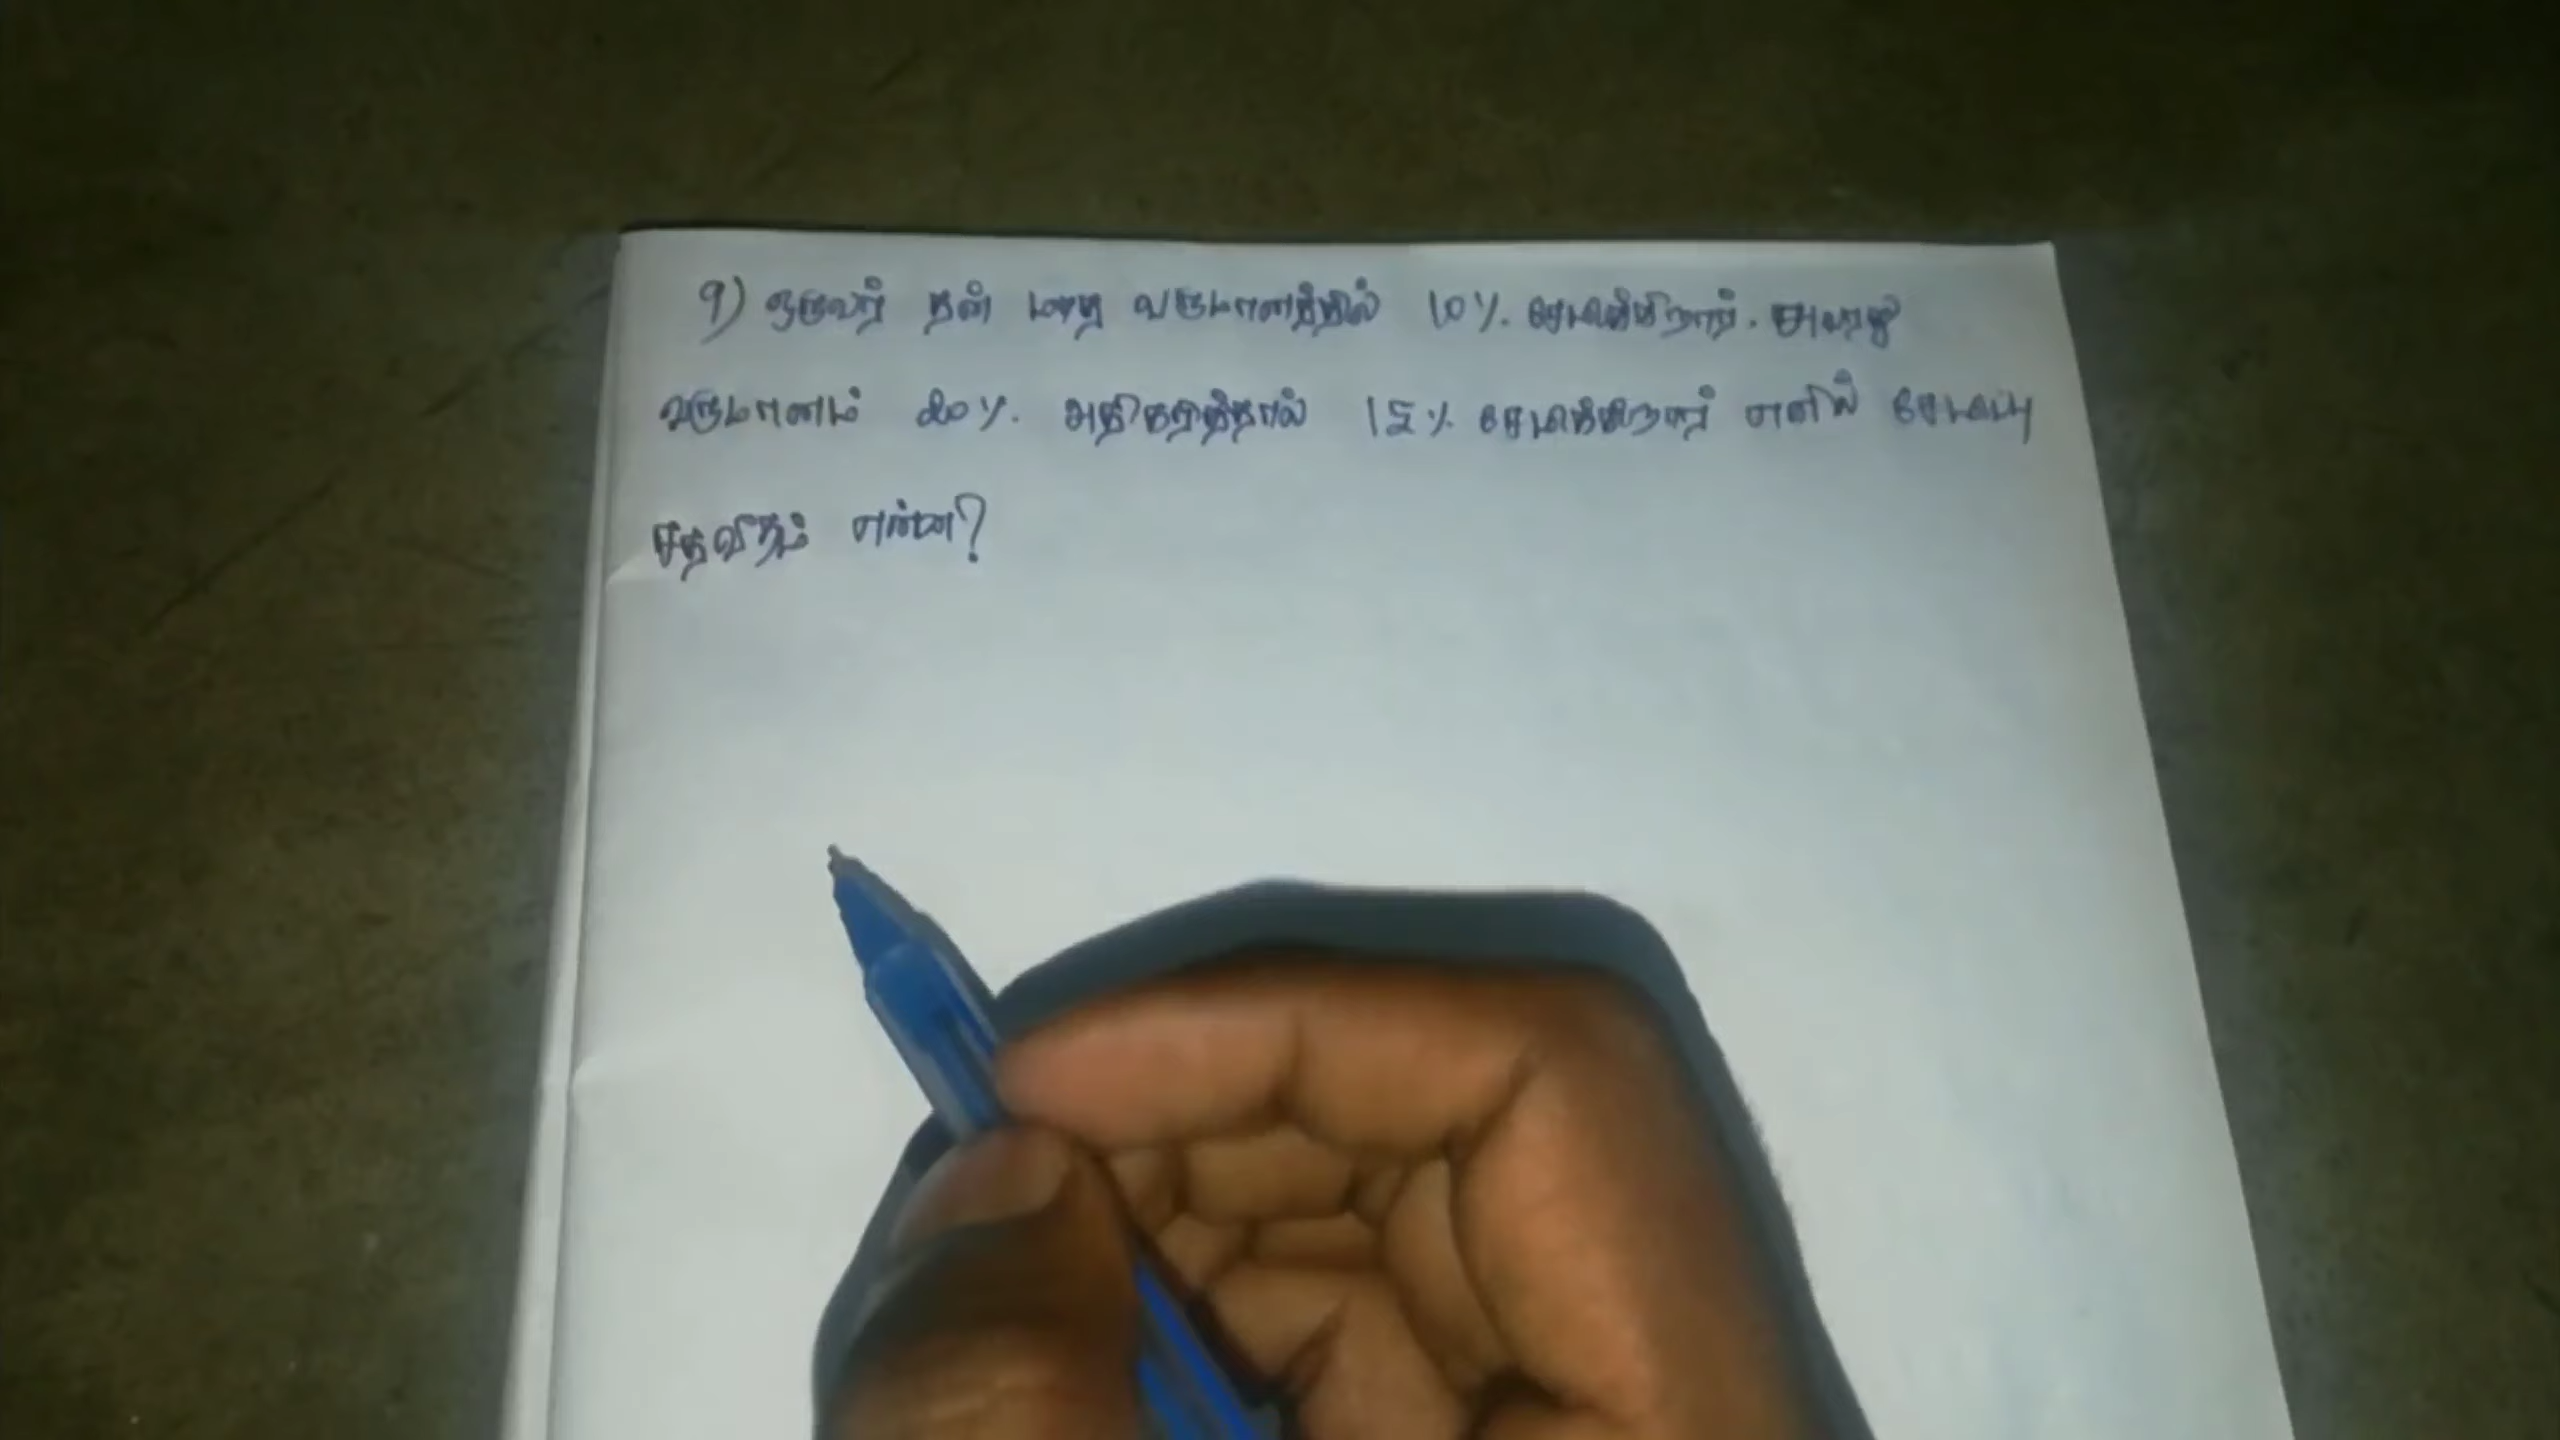 9) ஒருவர் தன் மாத வருமானத்தில் 10%. சேமிக்கிறார். அவரது
வருமானம் 20%. அதிகரித்தால் 15%. சேமிக்கிறார் எனில் சேமிப்பு
சதவீதம் என்ன?